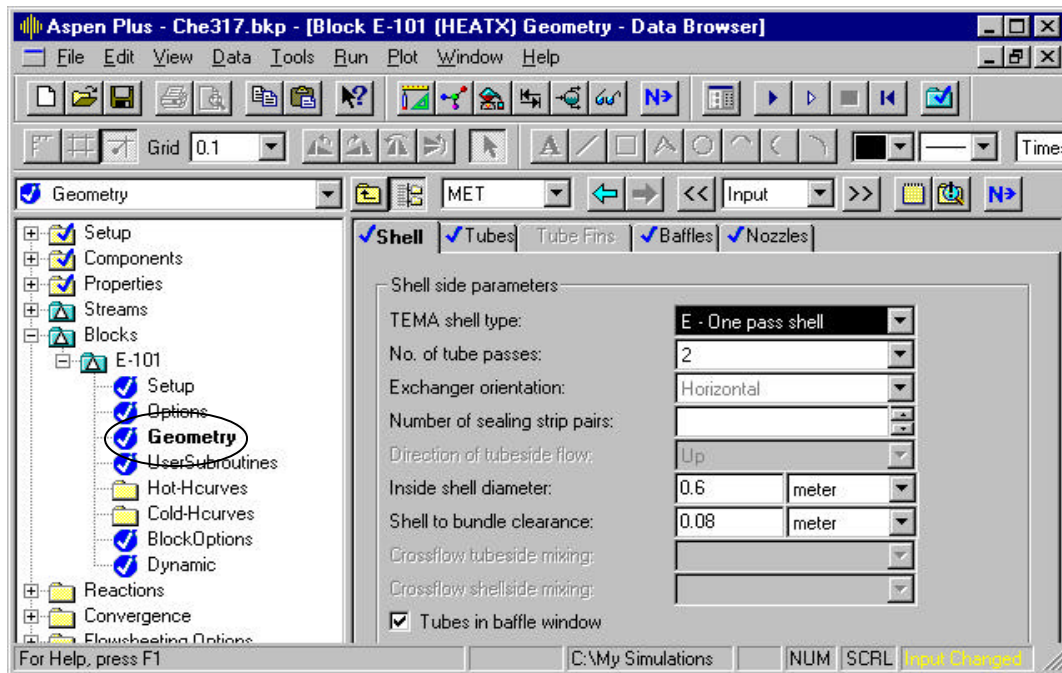 Aspen Plus - Che317.bkp - [Block E-101 (HEATX) Geometry - Data Browser]
File Edit View Data Tools Run Plot Window Help
N
Grid 0.1 A Time
Geometry MET << Input >> N
Setup
Components
Properties
Streams
Blocks
E-101
Setup
Options
Geometry
UserSubroutines
Hot-Hcurves
Cold-Hcurves
BlockOptions
Dynamic
Reactions
Convergence
Flowsheeting Options
Shell Tubes Tube Fins Baffles Nozzles
Shell side parameters
TEMA shell type: E - One pass shell
No. of tube passes: 2
Exchanger orientation: Horizontal
Number of sealing strip pairs:
Direction of tubeside flow: Up
Inside shell diameter: 0.6 meter
Shell to bundle clearance: 0.08 meter
Crossflow tubeside mixing:
Crossflow shellside mixing:
Tubes in baffle window
For Help, press F1 C:\My Simulations NUM SCRL Input Changed